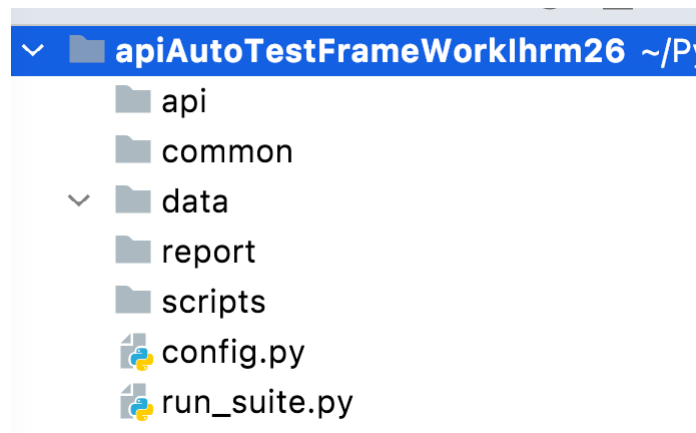 apiAutoTestFrameWorkIhrm26 ~/Py
api
common
data
report
scripts
config.py
run_suite.py